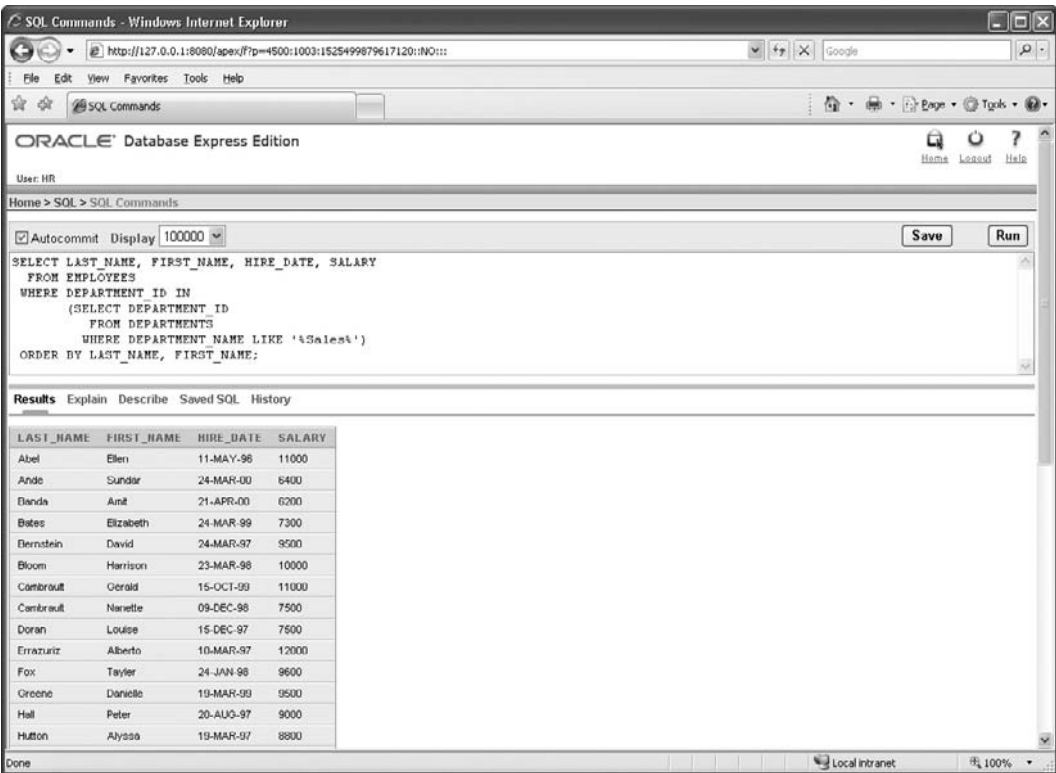 SQL Commands - Windows Internet Explorer
http://127.0.0.1:8080/apex/f?p=4500:1003:1525499879617120::NO:::
Google
File Edit View Favorites Tools Help
SQL Commands
Page Tools
ORACLE Database Express Edition
Home Logout Help
User: HR
Home > SQL > SQL Commands
Autocommit Display 100000
Save Run
SELECT LAST_NAME, FIRST_NAME, HIRE_DATE, SALARY
FROM EMPLOYEES
WHERE DEPARTMENT_ID IN
(SELECT DEPARTMENT_ID
FROM DEPARTMENTS
WHERE DEPARTMENT_NAME LIKE '%Sales%')
ORDER BY LAST_NAME, FIRST_NAME;
Results Explain Describe Saved SQL History
LAST_NAME FIRST_NAME HIRE_DATE SALARY
Abel Ellen 11-MAY-96 11000
Ande Sundar 24-MAR-00 6400
Banda Amit 21-APR-00 6200
Bates Elizabeth 24-MAR-99 7300
Bernstein David 24-MAR-97 9500
Bloom Harrison 23-MAR-98 10000
Cambrault Gerald 15-OCT-99 11000
Cambrault Nanette 09-DEC-98 7500
Doran Louise 15-DEC-97 7500
Errazuriz Alberto 10-MAR-97 12000
Fox Tayler 24-JAN-98 9600
Greene Danielle 19-MAR-99 9500
Hall Peter 20-AUG-97 9000
Hutton Alyssa 19-MAR-97 8800
Done
Local intranet
100%